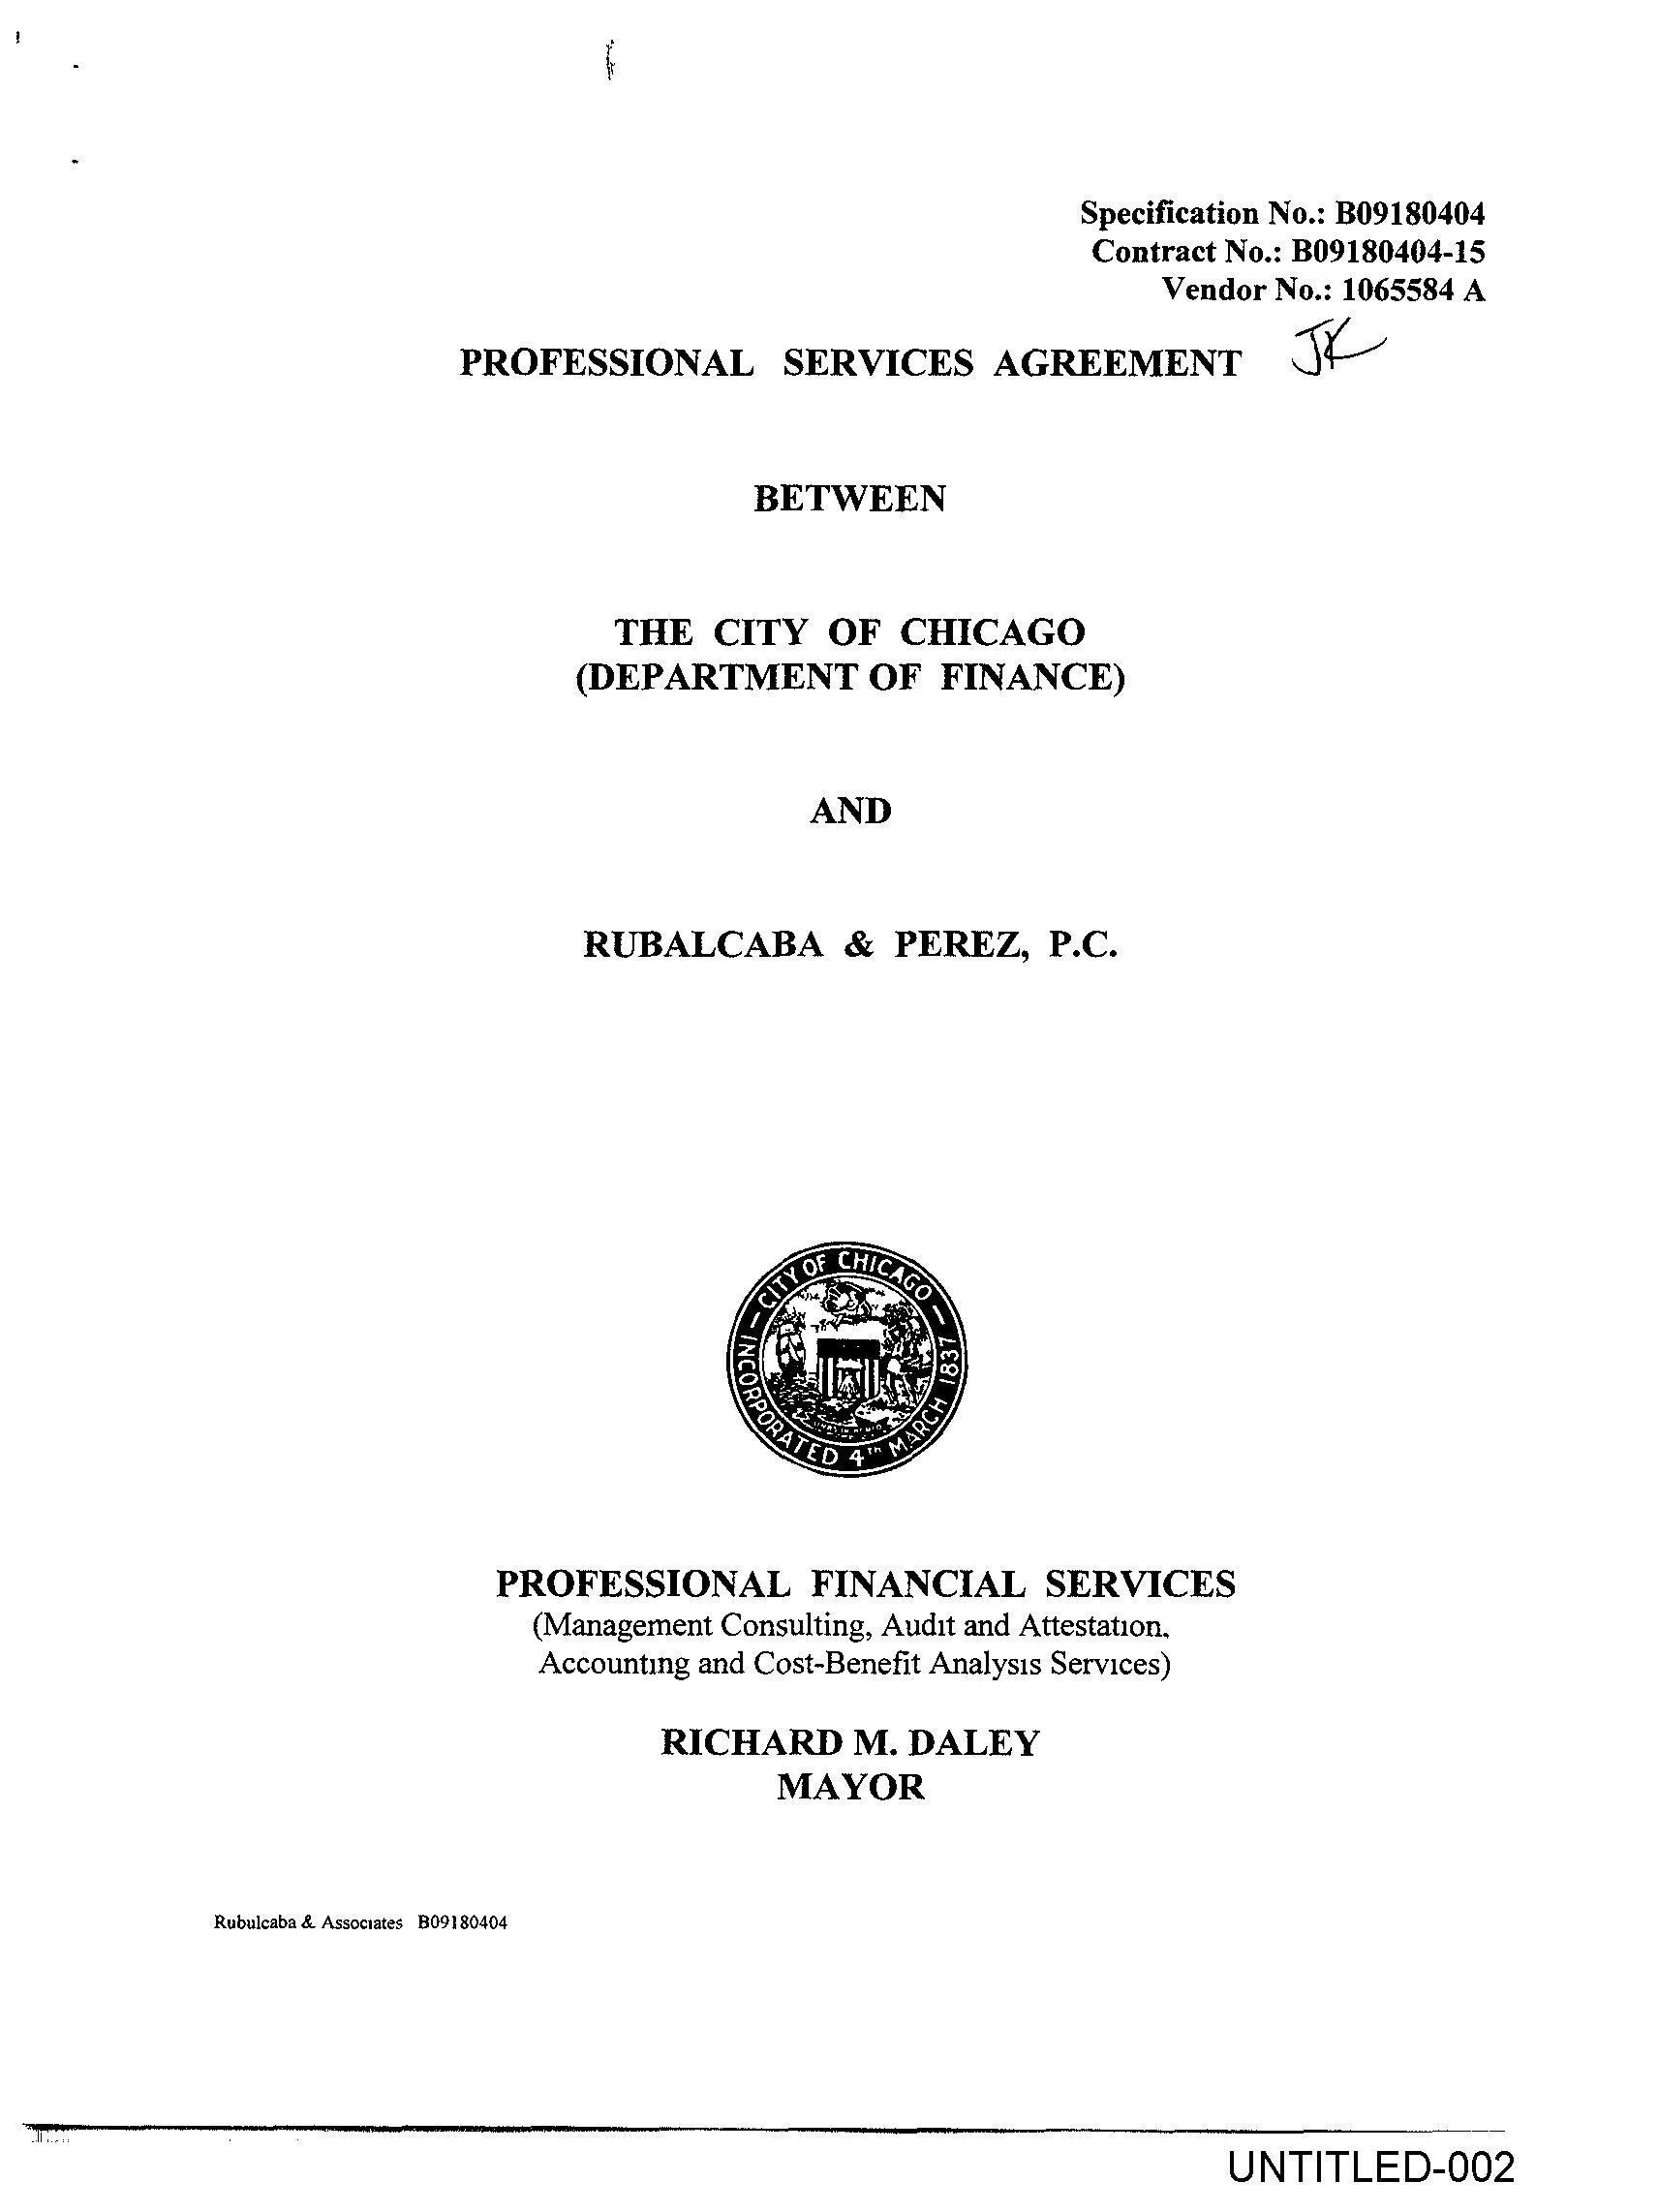 Specification No.: B09180404
Contract No.: B09180404-15
Vendor No.: 1065584 A
PROFESSIONAL SERVICES AGREEMENT JK
BETWEEN
THE CITY OF CHICAGO
(DEPARTMENT OF FINANCE)
AND
RUBALCABA & PEREZ, P.C.
CITY OF CHICAGO
INCORPORATED 4TH MARCH 1837
PROFESSIONAL FINANCIAL SERVICES
(Management Consulting, Audit and Attestation,
Accounting and Cost-Benefit Analysis Services)
RICHARD M. DALEY
MAYOR
Rubulcaba & Associates B09180404
UNTITLED-002